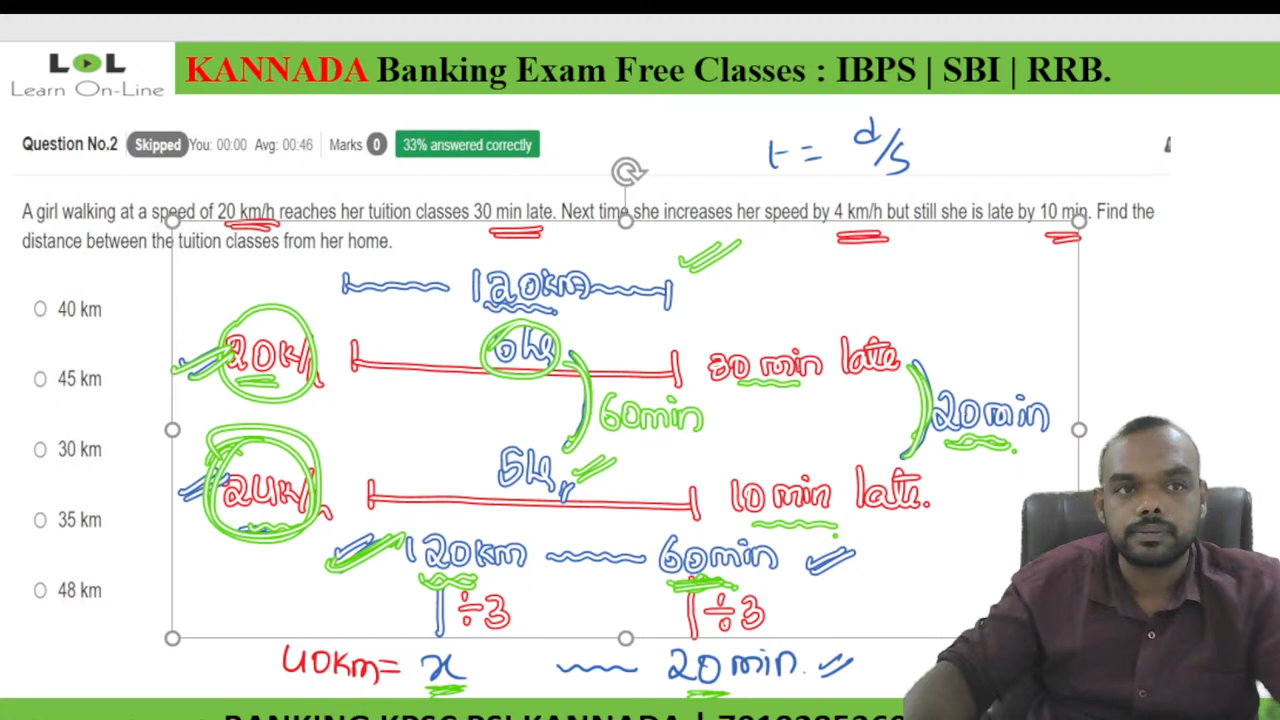 LOL
Learn On-Line
KANNADA Banking Exam Free Classes : IBPS | SBI | RRB.
Question No.2 Skipped You: 00:00 Avg: 00:46 Marks 0 33% answered correctly
t = d/s
A girl walking at a speed of 20 km/h reaches her tuition classes 30 min late. Next time she increases her speed by 4 km/h but still she is late by 10 min. Find the
distance between the tuition classes from her home.
120km
40 km
20k/h 6hr 30 min late
45 km
60min 20min
30 km
5hr
24k/h 10 min late.
35 km
120km 60min
48 km
÷3 ÷3
40km = x 20min.